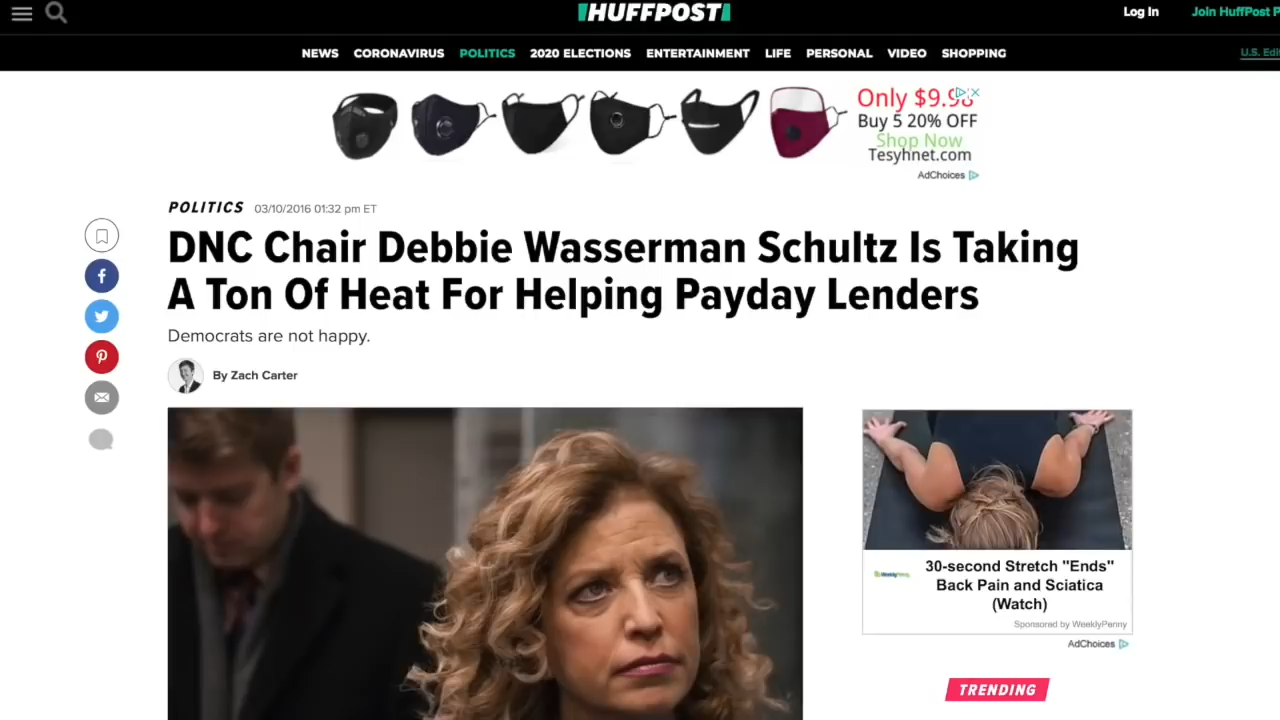 HUFFPOST
Log In
Join HuffPost
NEWS CORONAVIRUS POLITICS 2020 ELECTIONS ENTERTAINMENT LIFE PERSONAL VIDEO SHOPPING
U.S.
Only
Buy 5 20% OFF
Shop Now
Tesyhnet.com
AdChoices
POLITICS 03/10/2016 01:32 pm ET
DNC Chair Debbie Wasserman Schultz Is Taking
A Ton Of Heat For Helping Payday Lenders
Democrats are not happy.
By Zach Carter
30-second Stretch "Ends"
Back Pain and Sciatica
(Watch)
Sponsored by WeeklyPenny
AdChoices
TRENDING